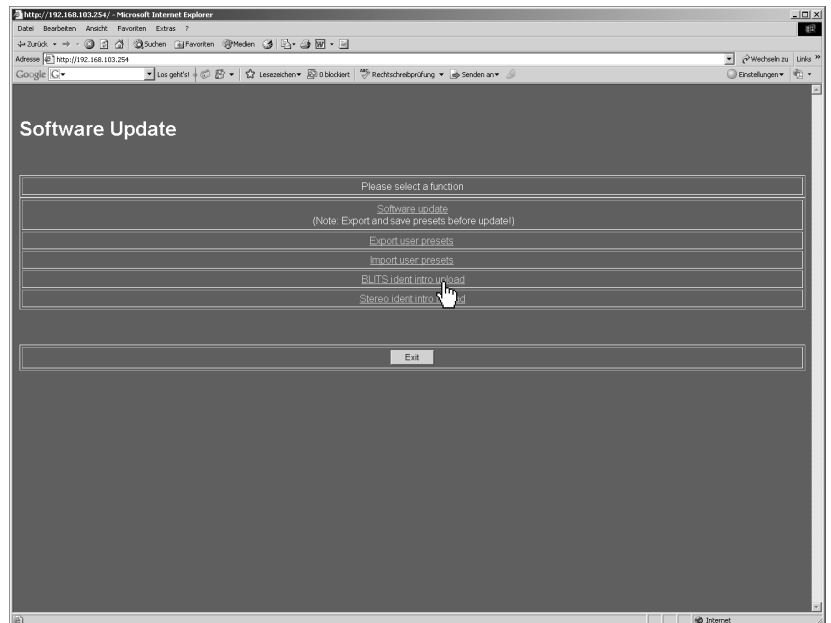 http://192.168.103.254/ - Microsoft Internet Explorer
Datei Bearbeiten Ansicht Favoriten Extras ?
Zurück Suchen Favoriten Medien
Adresse http://192.168.103.254 Wechseln zu Links »
Google G Los geht's! Lesezeichen 0 blockiert Rechtschreibprüfung Senden an Einstellungen
Software Update
Please select a function
Software update
(Note: Export and save presets before update!)
Export user presets
Import user presets
BLITS ident intro upload
Stereo ident intro
Exit
Internet